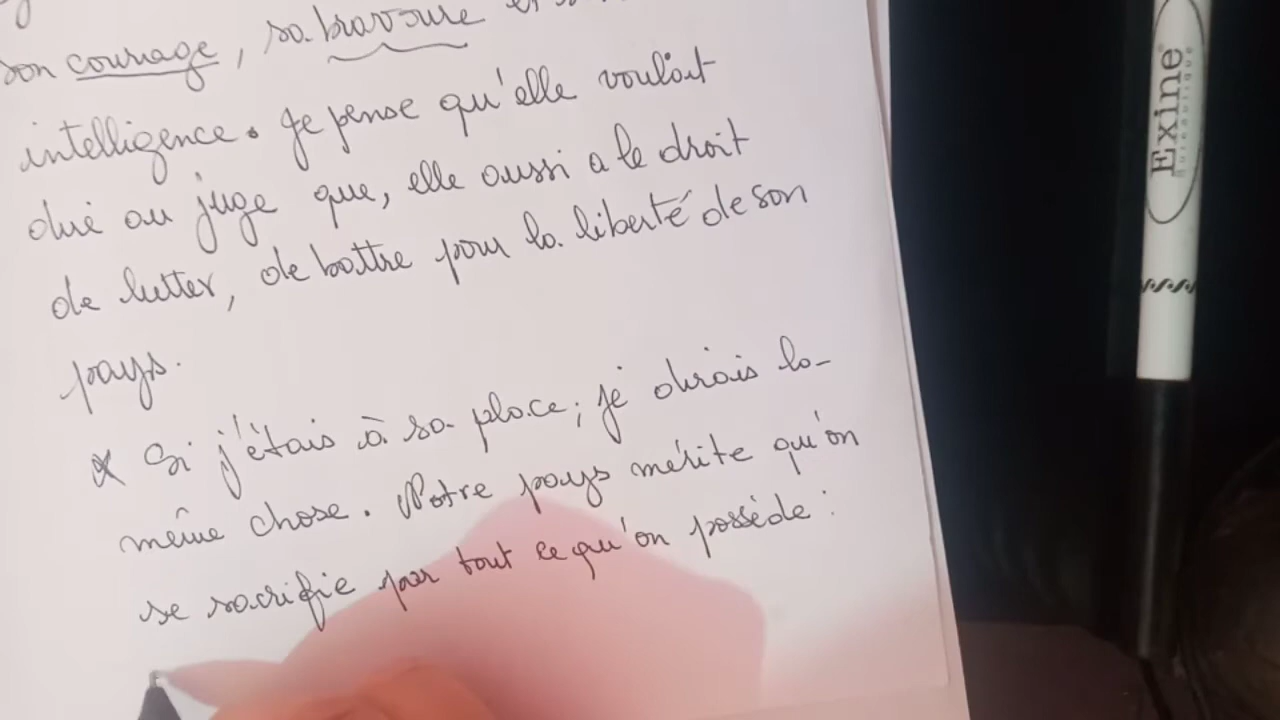 son courage, sa bravoure et
intelligence. Je pense qu'elle voulait
dire au juge que, elle aussi a le droit
de lutter, de battre pour la liberté de son
pays.
Si j'étais à sa place; je dirais la
même chose. Notre pays mérite qu'on
se sacrifie par tout ce qu'on possède :
Exine
Bureautique